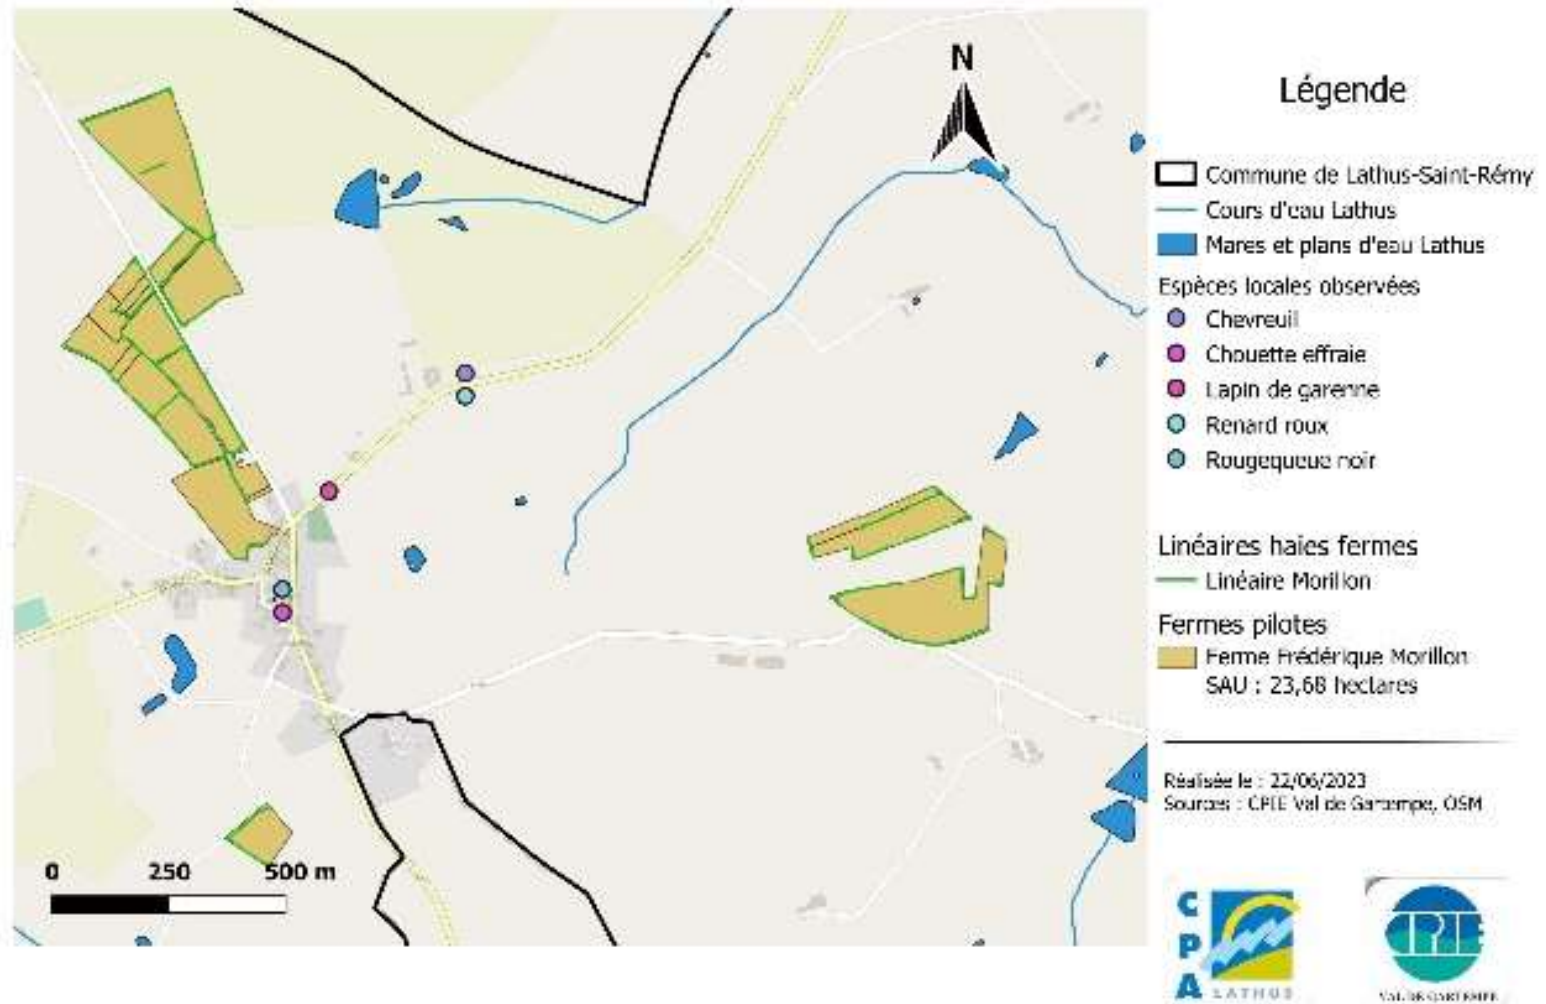 N
0 250 500 m
Légende
Commune de Lathus-Saint-Rémy
Cours d'eau Lathus
Mares et plans d'eau Lathus
Espèces locales observées
Chevreuil
Chouette effraie
Lapin de garenne
Renard roux
Rougequeue noir
Linéaires haies fermes
Linéaire Morillon
Fermes pilotes
Ferme Frédérique Morillon
SAU : 23,68 hectares
Réalisée le : 22/06/2023
Sources : CPIE Val de Gartempe, OSM
CPA
LATHUS
CPIE
VAL DE GARTEMPE